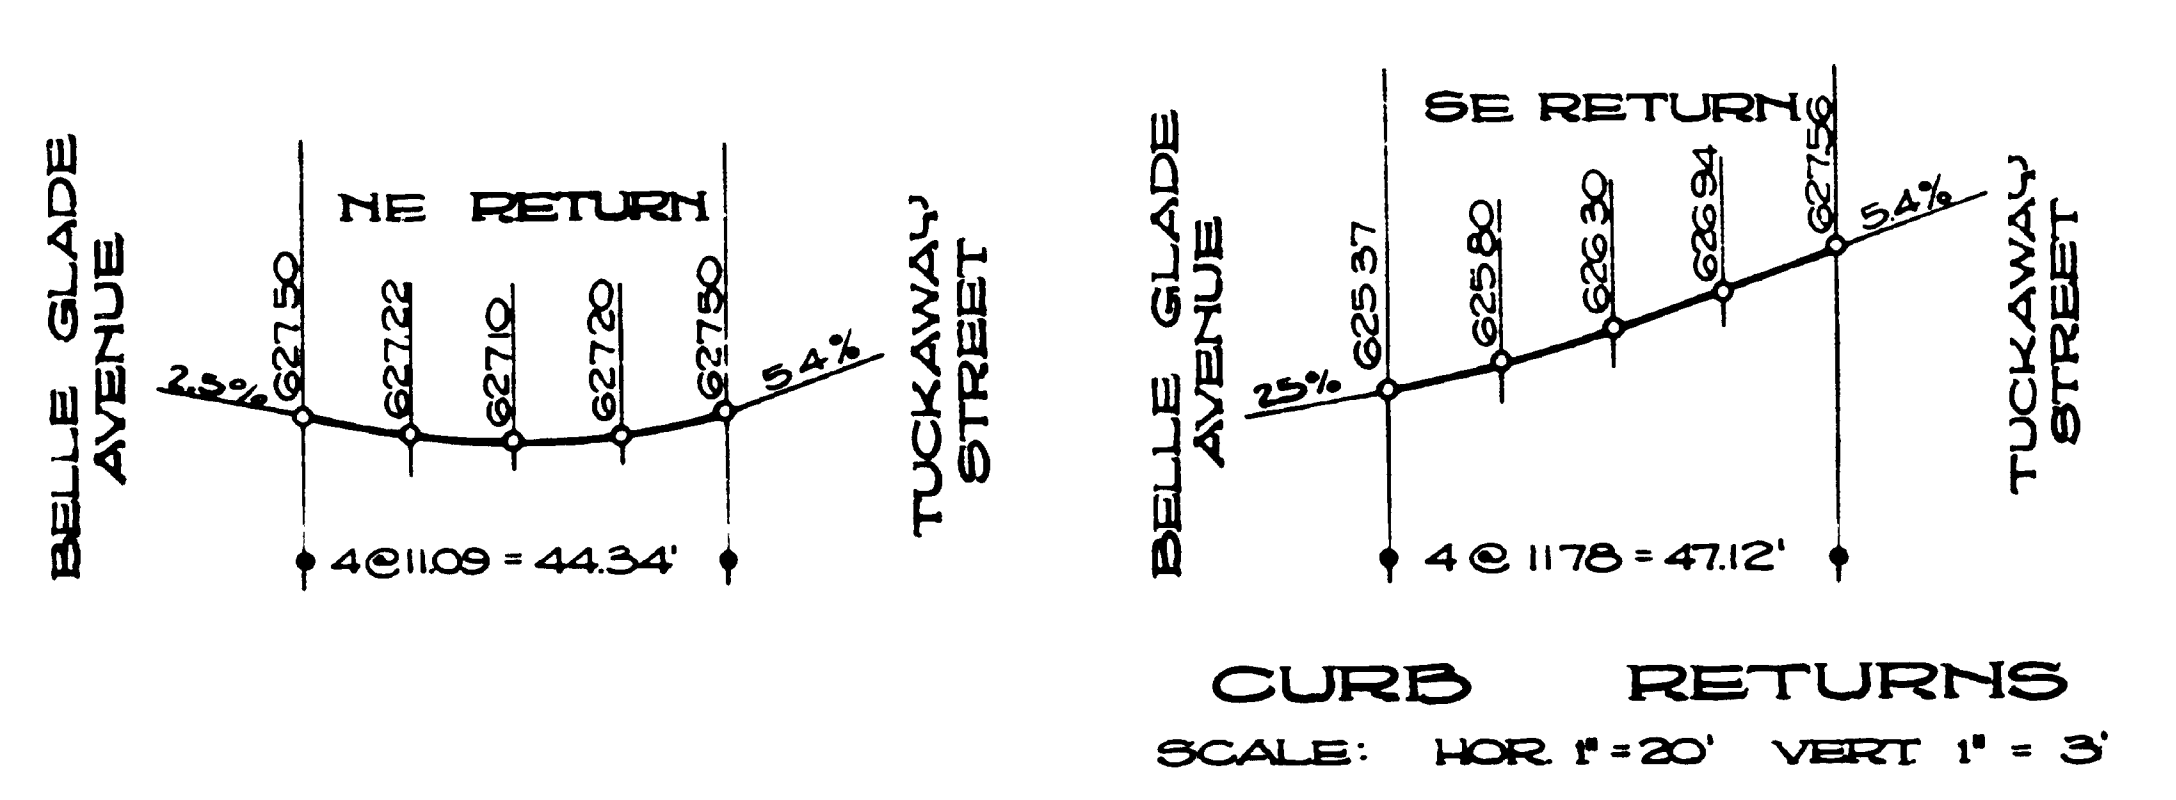 BELLE GLADE
AVENUE
NE RETURN
2.5%
627.50
627.22
627.10
627.20
627.50
5.4%
TUCKAWAY
STREET
4@11.09 = 44.34'
BELLE GLADE
AVENUE
SE RETURN
25%
625 37
625.80
626 30
626 94
627.56
5.4%
TUCKAWAY
STREET
4 @ 11 78 = 47.12'
CURB RETURNS
SCALE: HOR. 1" = 20' VERT 1" = 3'